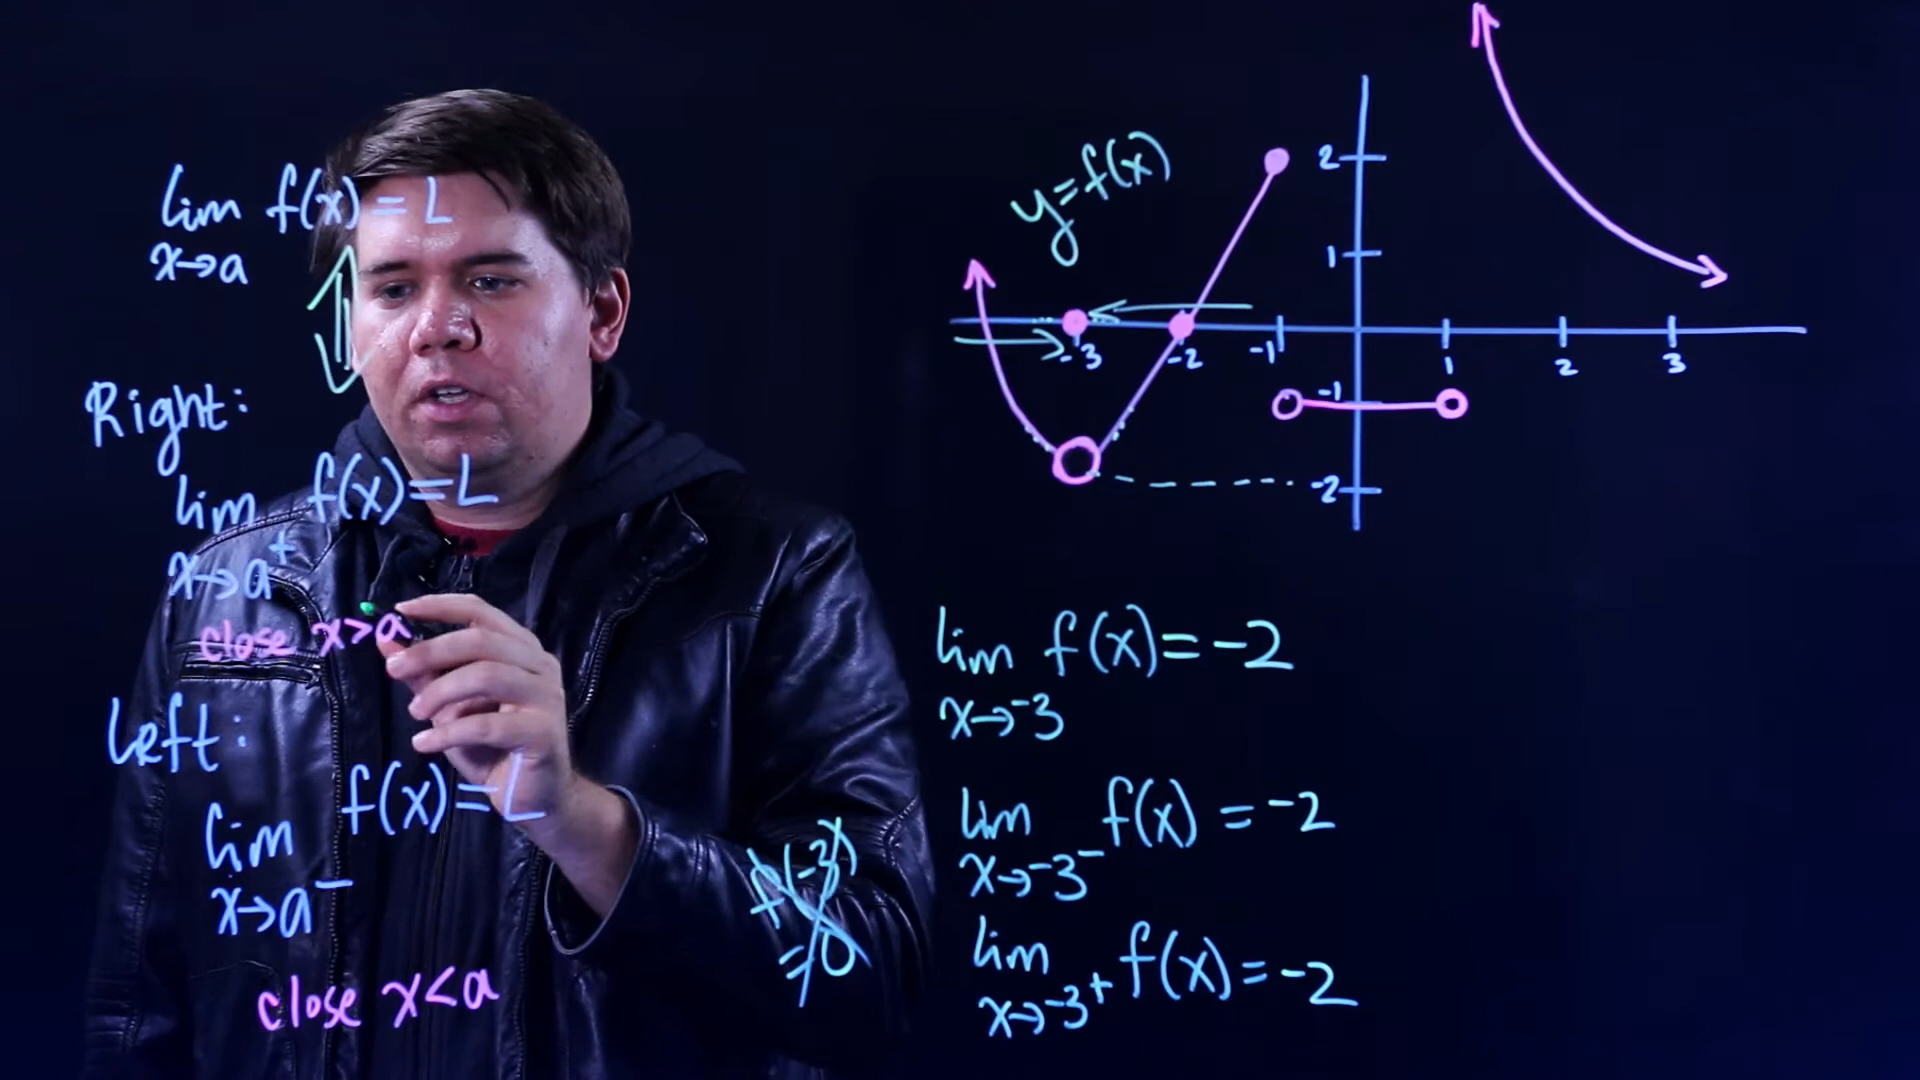 lim f(x) = L
x→a
Right:
lim f(x) = L
x→a⁺
close x>a
Left:
lim f(x) = L
x→a⁻
close x<a
f(-3)
=0
y=f(x)
2
1
-3 -2 -1 1 2 3
-1
-2
lim f(x) = -2
x→-3
lim f(x) = -2
x→-3⁻
lim f(x) = -2
x→-3⁺